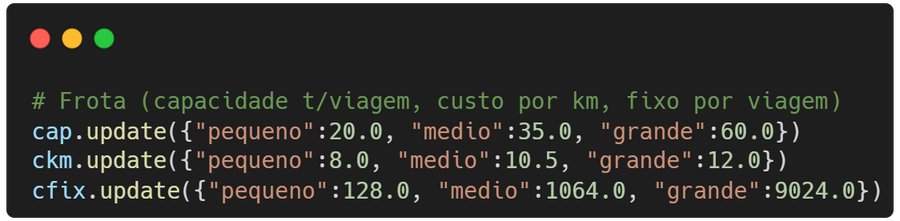 # Frota (capacidade t/viagem, custo por km, fixo por viagem)
cap.update({"pequeno":20.0, "medio":35.0, "grande":60.0})
ckm.update({"pequeno":8.0, "medio":10.5, "grande":12.0})
cfix.update({"pequeno":128.0, "medio":1064.0, "grande":9024.0})